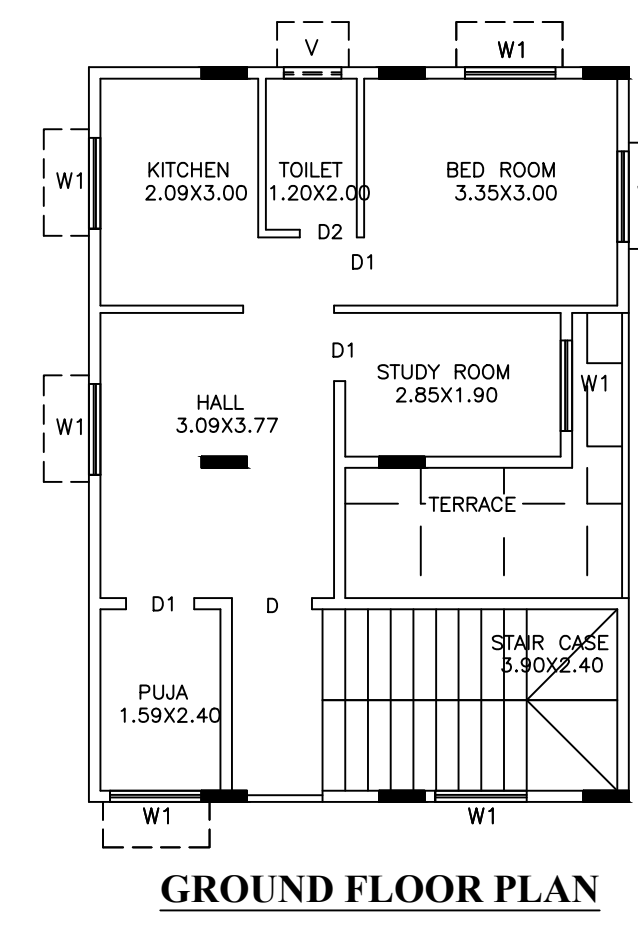 V
W1
KITCHEN
2.09X3.00
TOILET
1.20X2.00
BED ROOM
3.35X3.00
W1
D2
D1
D1
STUDY ROOM
2.85X1.90
W1
HALL
3.09X3.77
W1
TERRACE
D1
D
STAIR CASE
3.90X2.40
PUJA
1.59X2.40
W1
W1
GROUND FLOOR PLAN